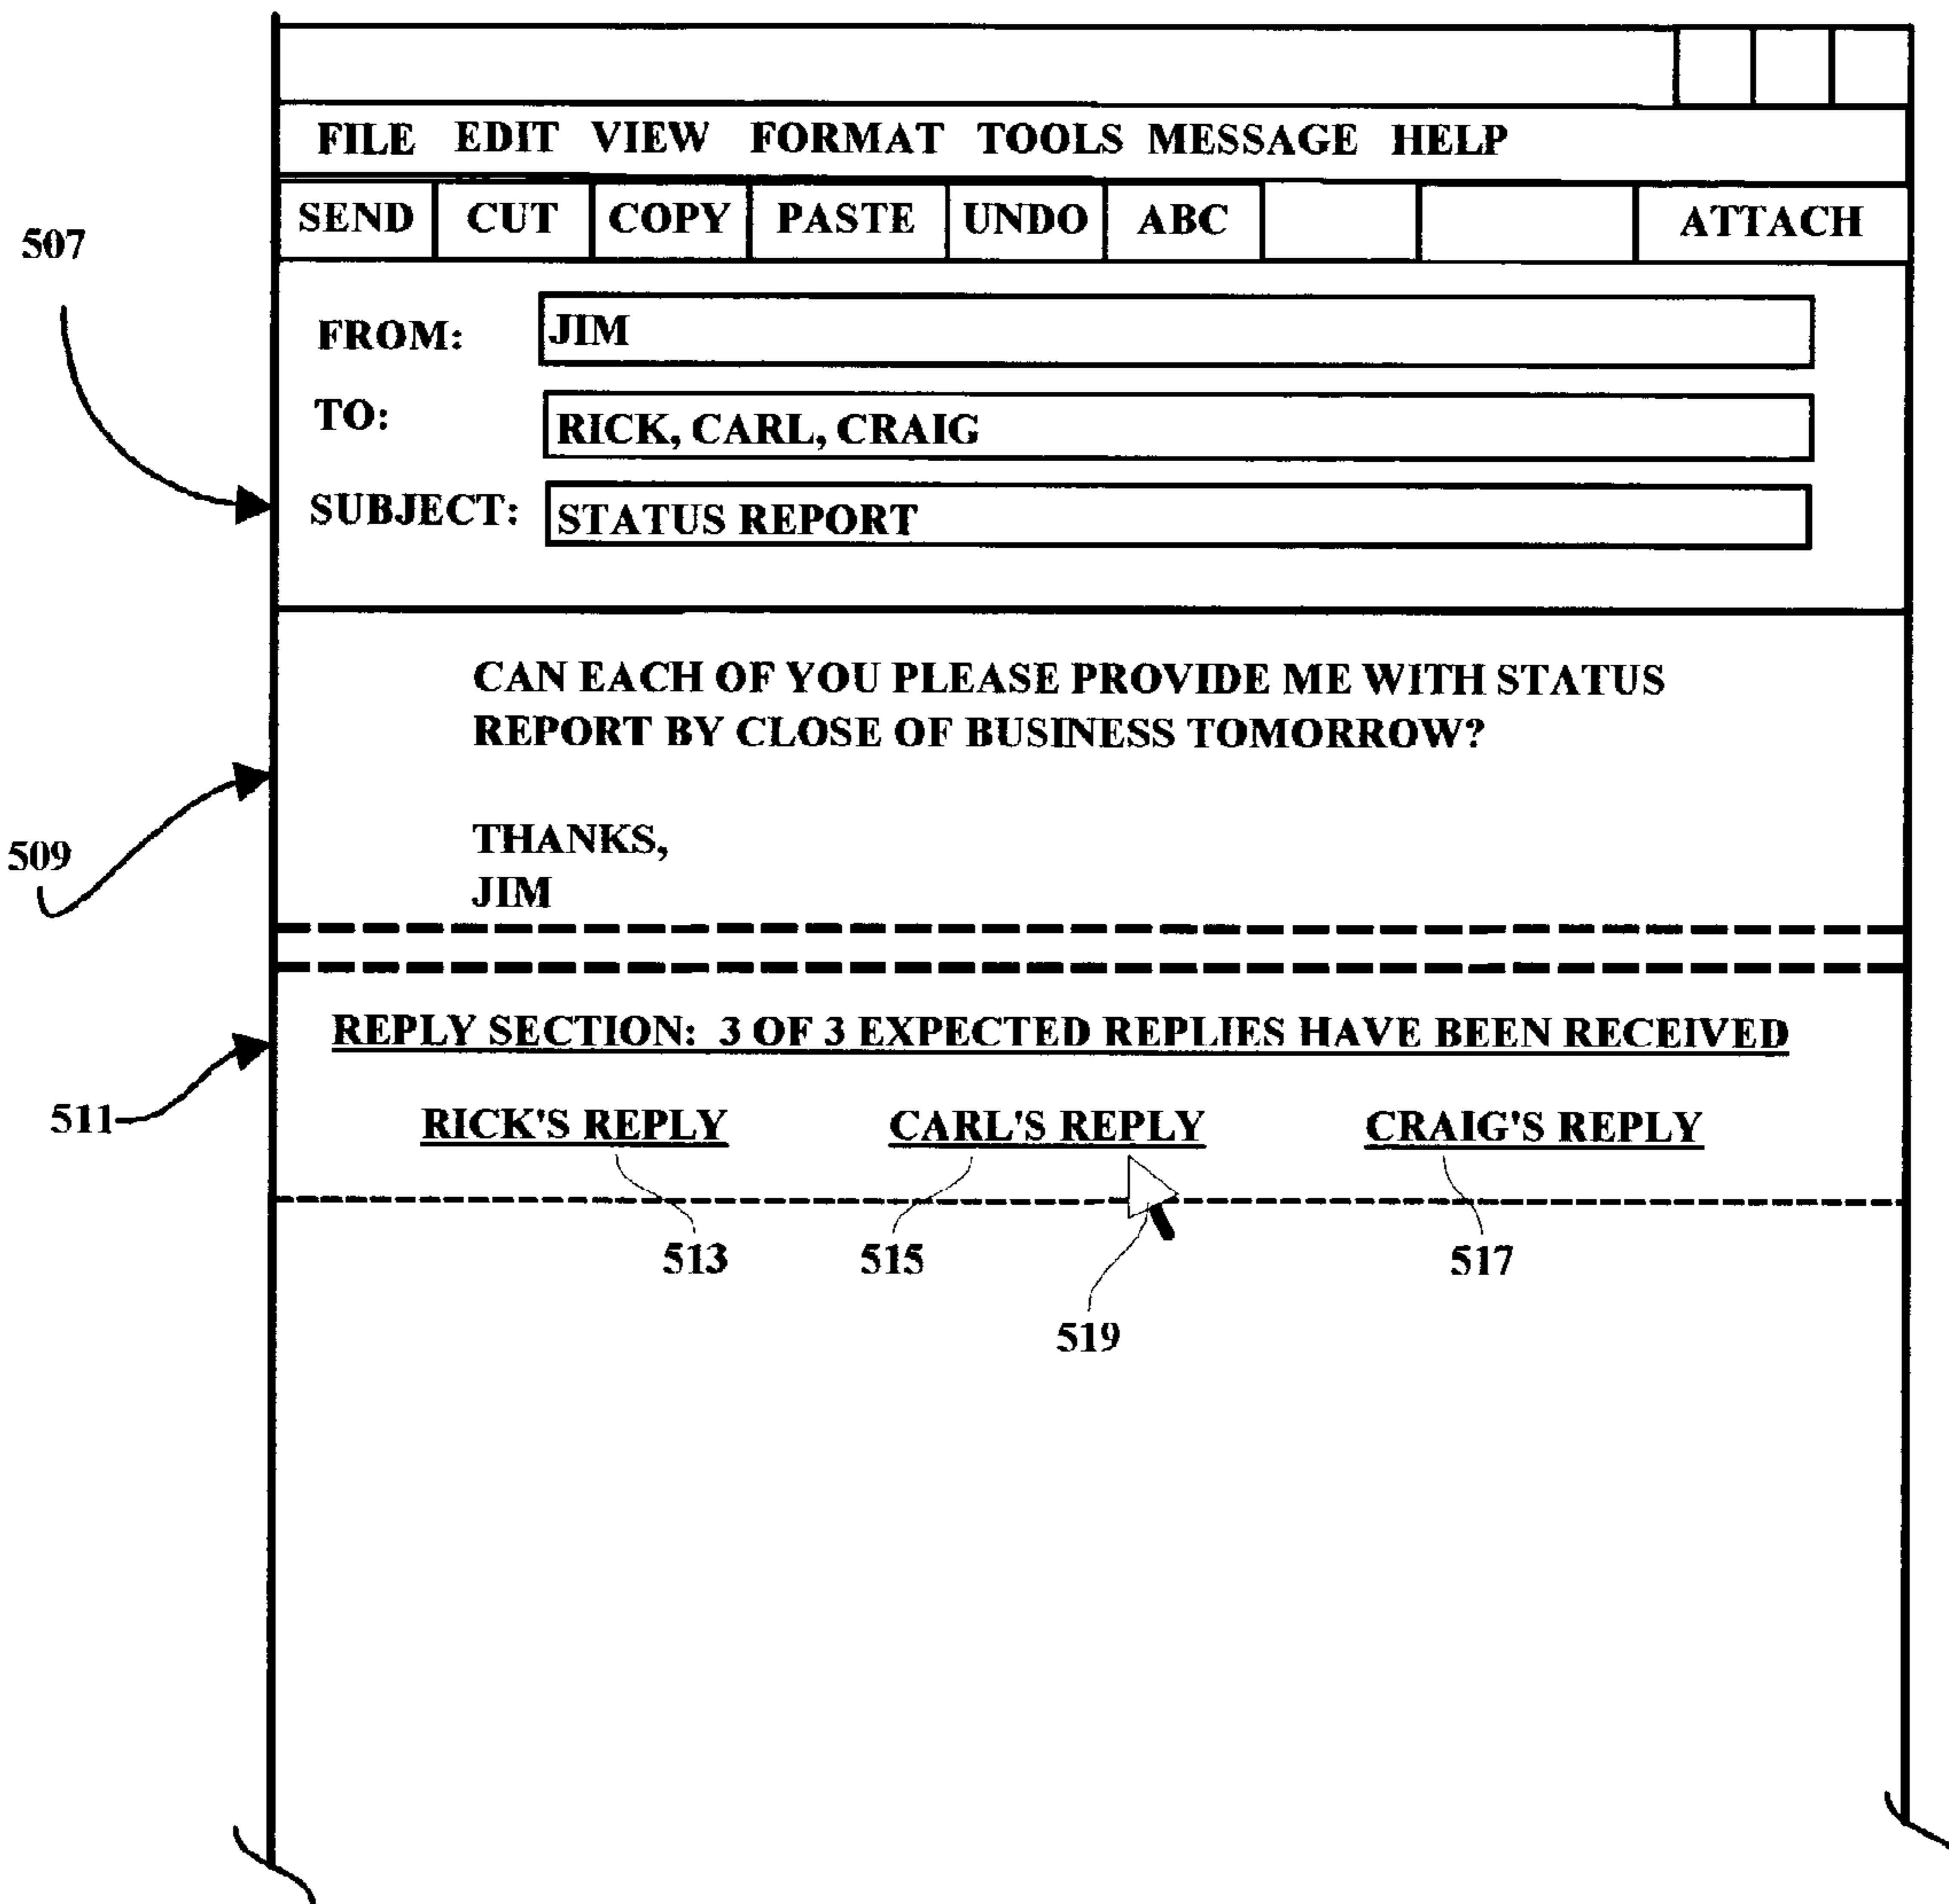 FILE EDIT VIEW FORMAT TOOLS MESSAGE HELP
SEND CUT COPY PASTE UNDO ABC ATTACH
507
FROM: JIM
TO: RICK, CARL, CRAIG
SUBJECT: STATUS REPORT
CAN EACH OF YOU PLEASE PROVIDE ME WITH STATUS
REPORT BY CLOSE OF BUSINESS TOMORROW?
THANKS,
509
JIM
REPLY SECTION: 3 OF 3 EXPECTED REPLIES HAVE BEEN RECEIVED
511
RICK'S REPLY CARL'S REPLY CRAIG'S REPLY
513 515 517
519